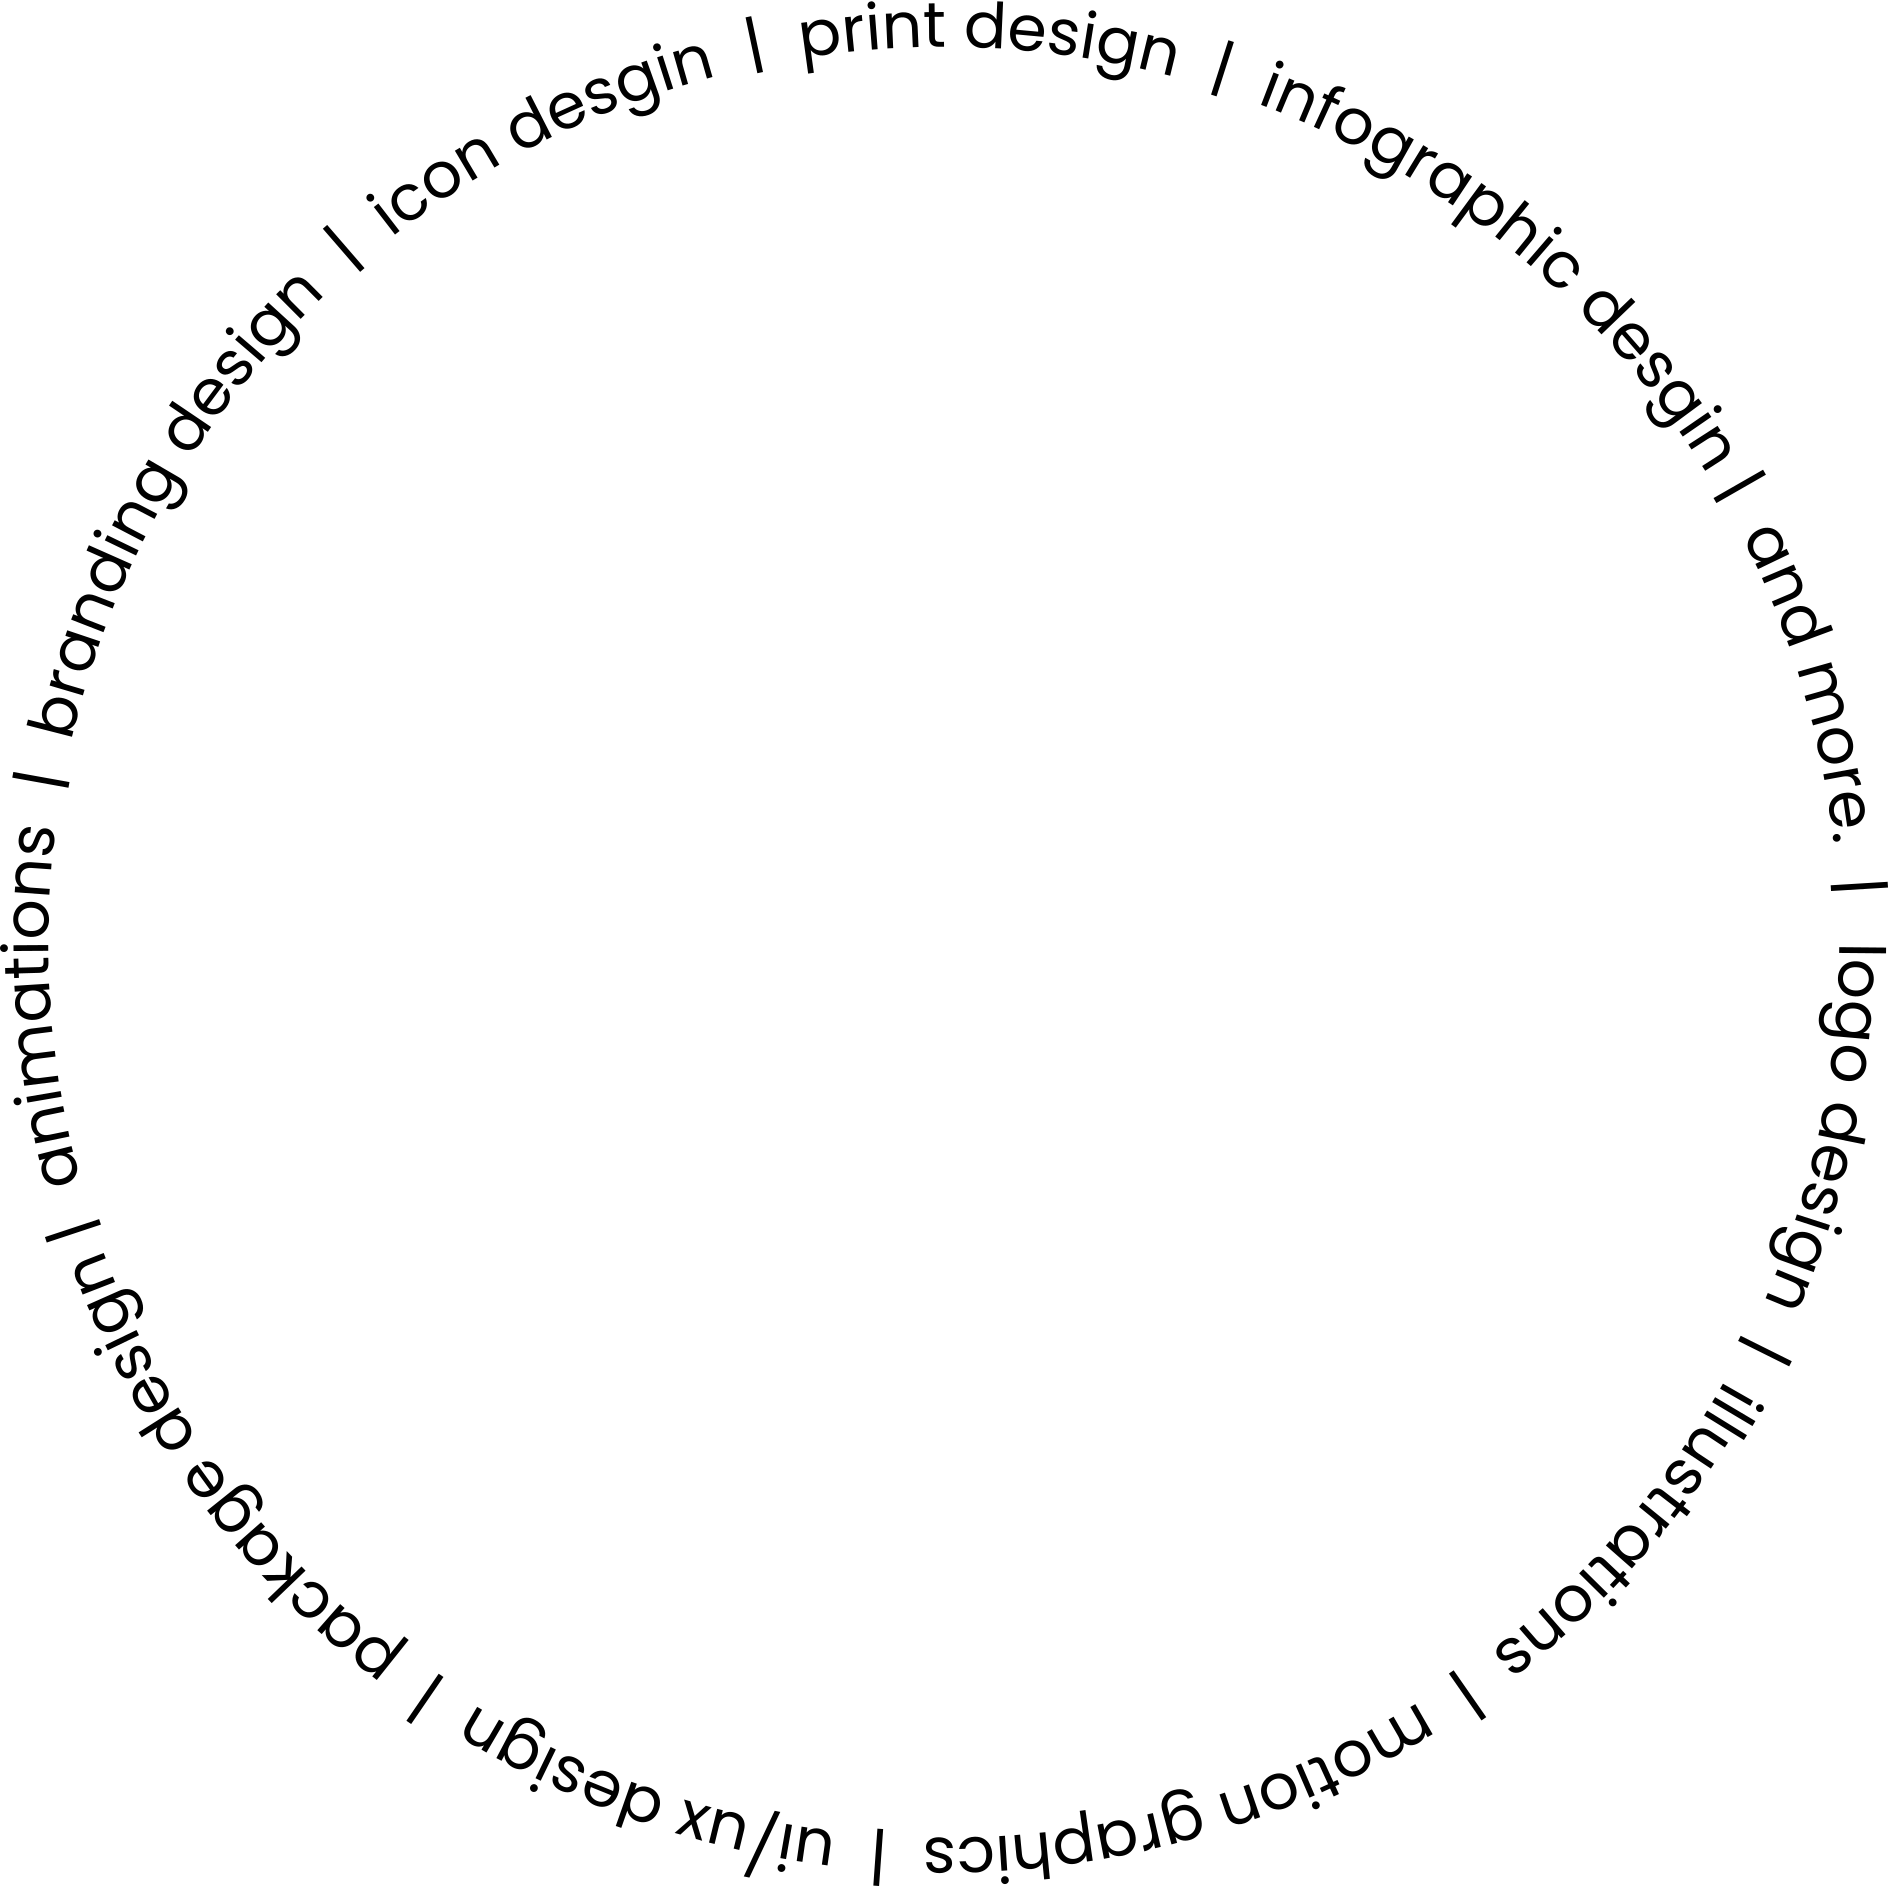 logo design | illustrations | motion graphics | ui/ux design | package design | animations | branding design | icon desgin | print design | infographic desgin | and more. |